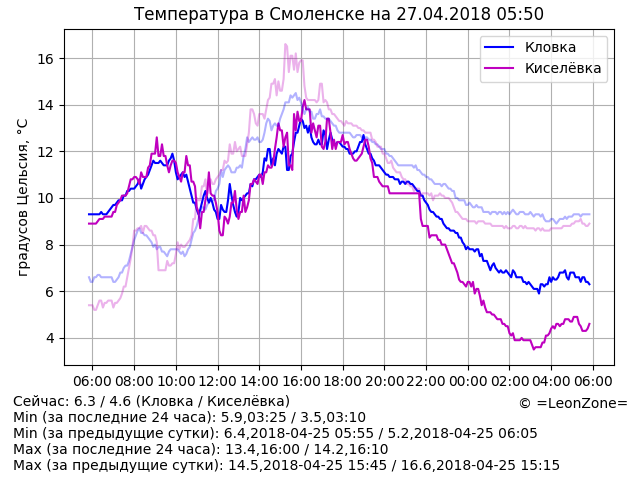 Температура в Смоленске на 27.04.2018 05:50
Кловка
Киселёвка
градусов Цельсия, °C
16
14
12
10
8
6
4
06:00 08:00 10:00 12:00 14:00 16:00 18:00 20:00 22:00 00:00 02:00 04:00 06:00
Сейчас: 6.3 / 4.6 (Кловка / Киселёвка)
© =LeonZone=
Min (за последние 24 часа): 5.9,03:25 / 3.5,03:10
Min (за предыдущие сутки): 6.4,2018-04-25 05:55 / 5.2,2018-04-25 06:05
Max (за последние 24 часа): 13.4,16:00 / 14.2,16:10
Max (за предыдущие сутки): 14.5,2018-04-25 15:45 / 16.6,2018-04-25 15:15